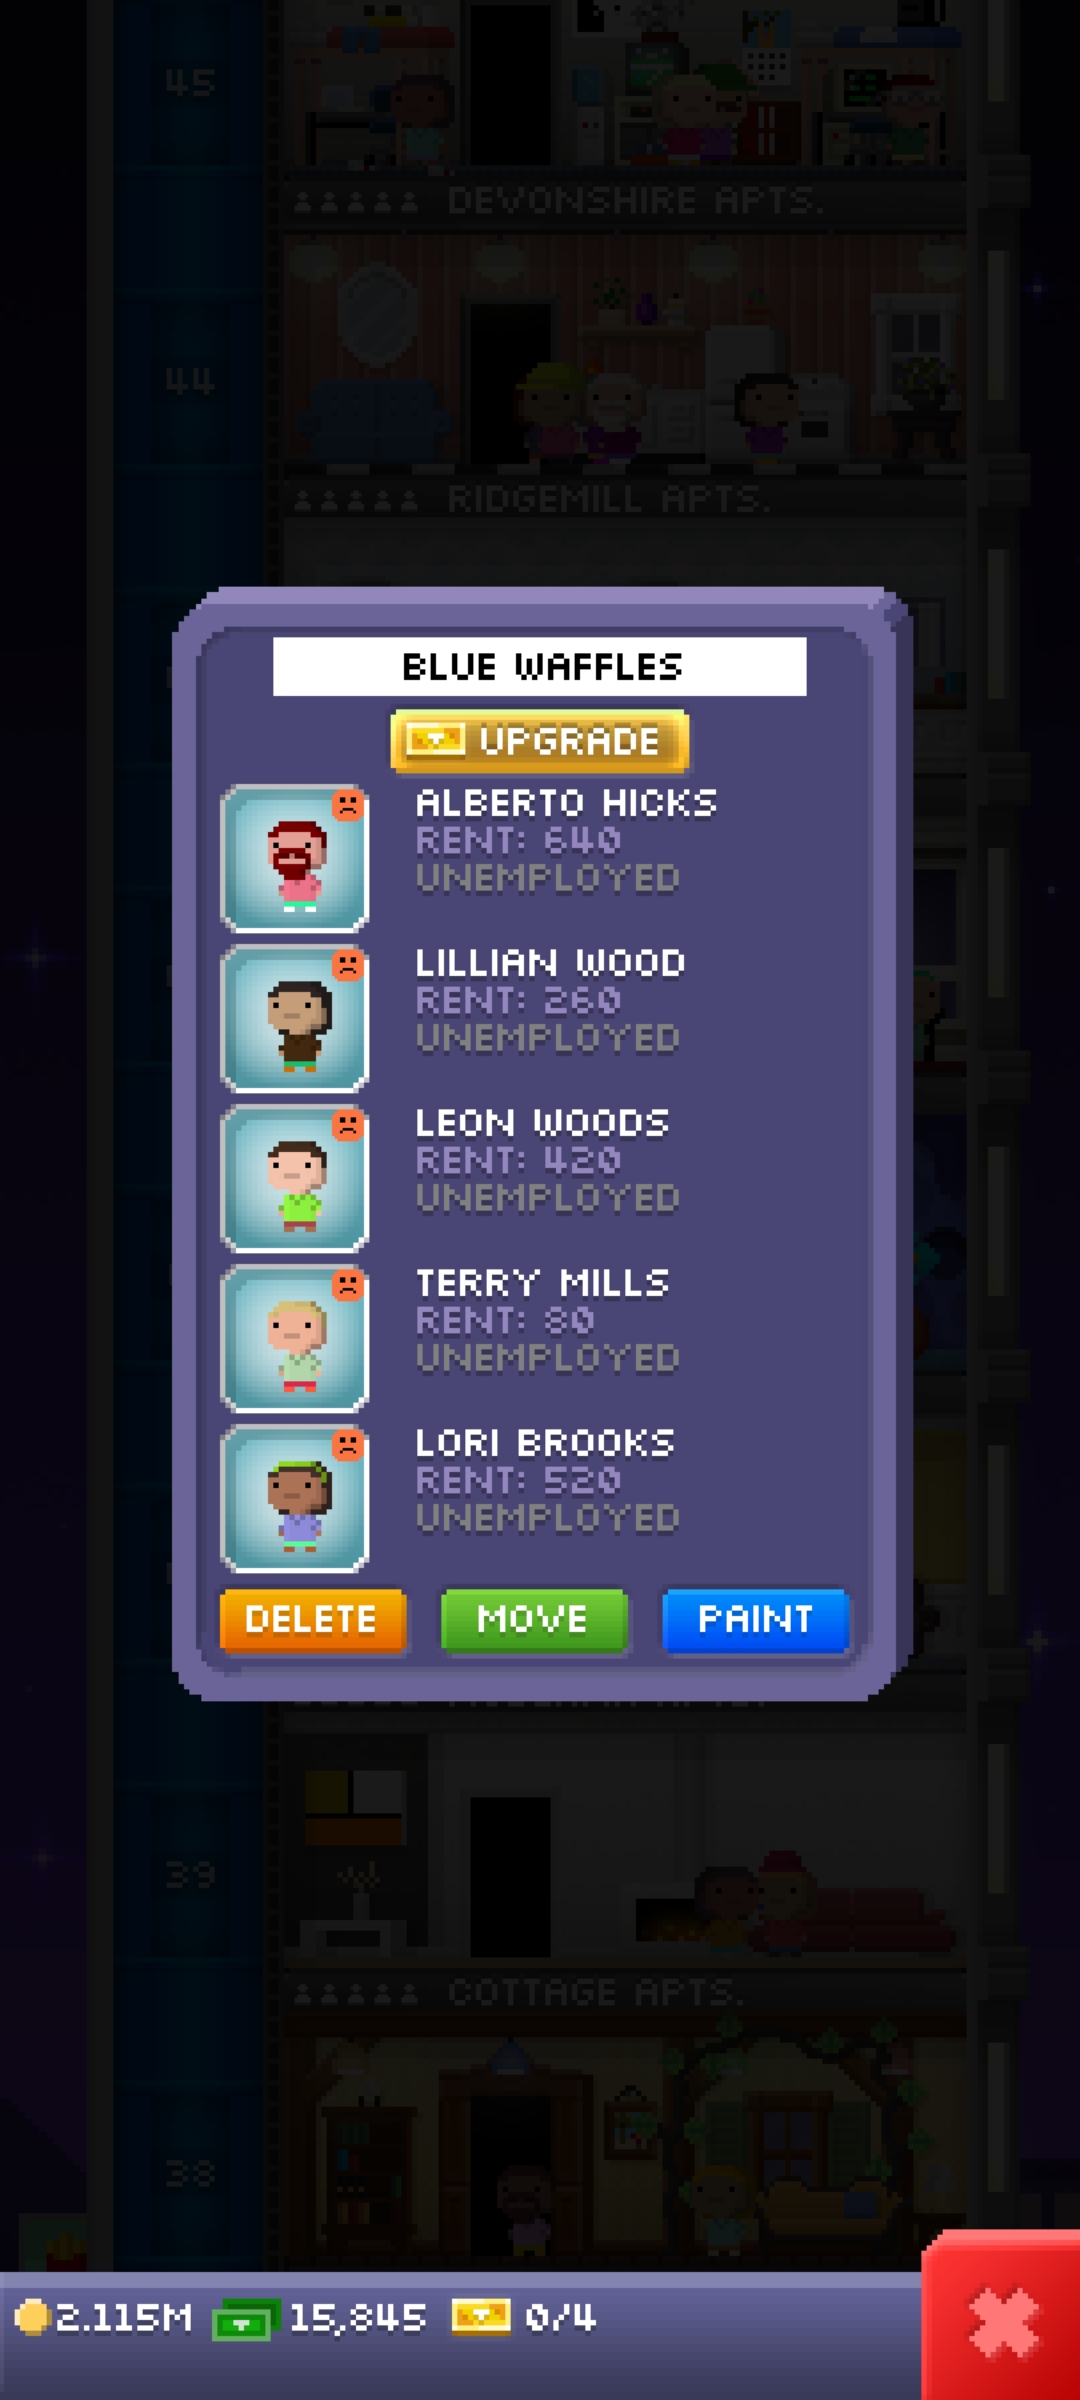 45
DEVONSHIRE APTS.
44
RIDGEMILL APTS.
BLUE WAFFLES
UPGRADE
ALBERTO HICKS
RENT: 640
UNEMPLOYED
LILLIAN WOOD
RENT: 260
UNEMPLOYED
LEON WOODS
RENT: 420
UNEMPLOYED
TERRY MILLS
RENT: 80
UNEMPLOYED
LORI BROOKS
RENT: 520
UNEMPLOYED
DELETE MOVE PAINT
39
COTTAGE APTS.
38
2.115M 15,845 0/4